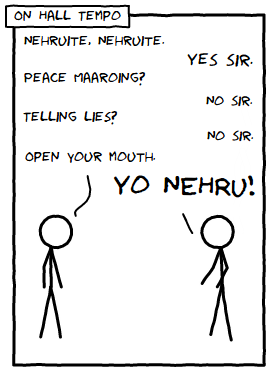 ON HALL TEMPO
NEHRUITE, NEHRUITE.
YES SIR.
PEACE MAAROING?
NO SIR.
TELLING LIES?
NO SIR.
OPEN YOUR MOUTH.
YO NEHRU!